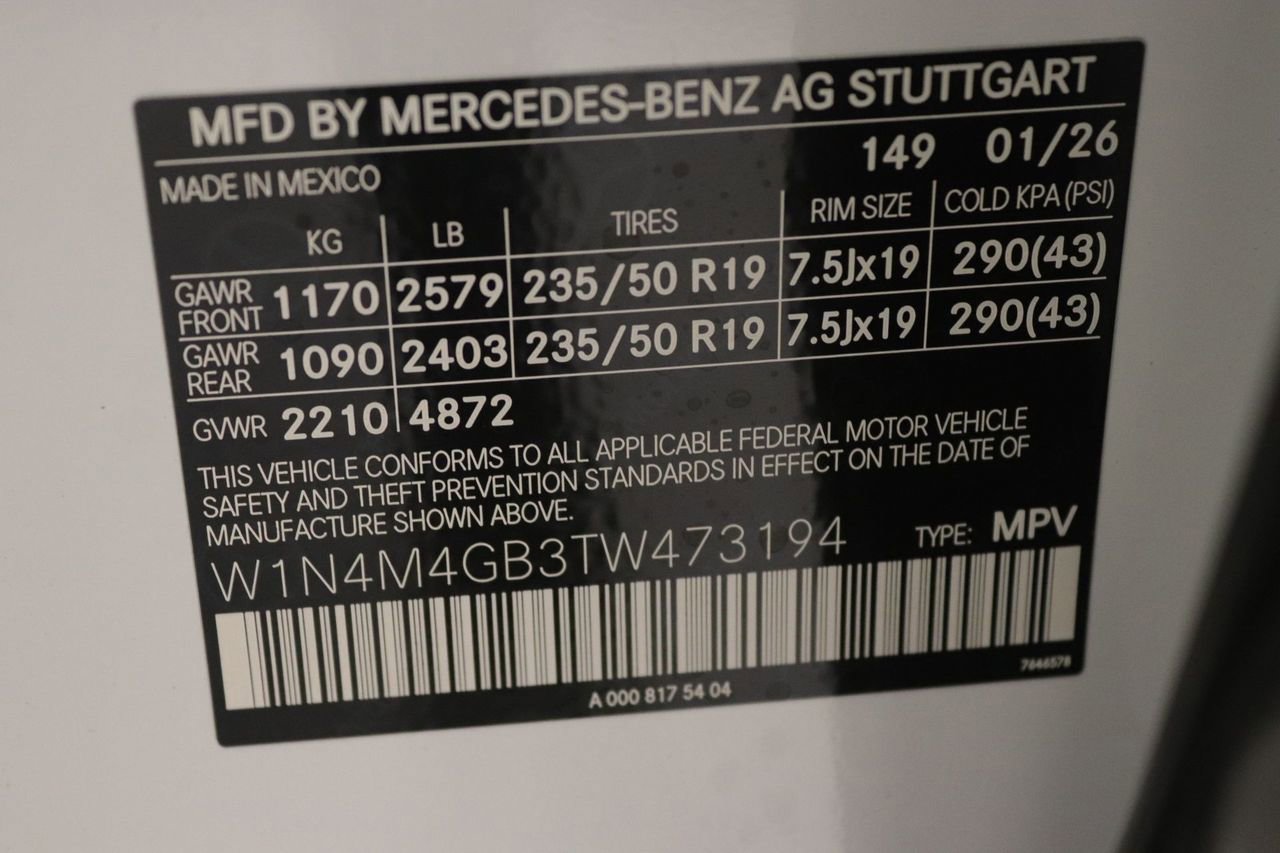 MFD BY MERCEDES-BENZ AG STUTTGART
149 01/26
MADE IN MEXICO
KG LB TIRES RIM SIZE COLD KPA (PSI)
GAWR FRONT 1170 2579 235/50 R19 7.5Jx19 290(43)
GAWR REAR 1090 2403 235/50 R19 7.5Jx19 290(43)
GVWR 2210 4872
THIS VEHICLE CONFORMS TO ALL APPLICABLE FEDERAL MOTOR VEHICLE
SAFETY AND THEFT PREVENTION STANDARDS IN EFFECT ON THE DATE OF
MANUFACTURE SHOWN ABOVE.
W1N4M4GB3TW473194 TYPE: MPV
7646578
A 000 817 54 04